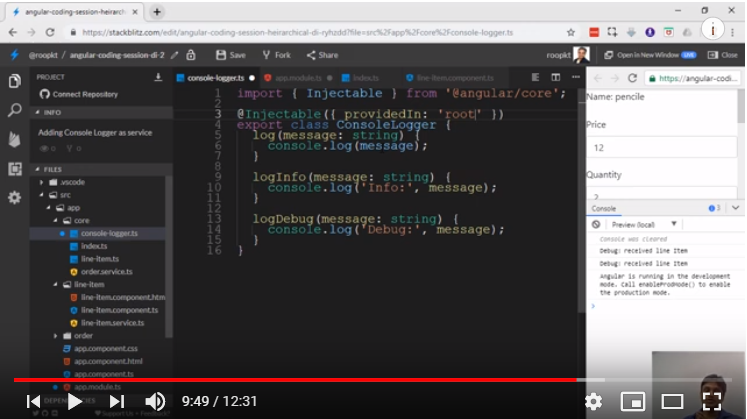 angular-coding-session-heirarchical-di
https://stackblitz.com/edit/angular-coding-session-heirarchical-di-ryhzdd?file=src%2Fapp%2Fcore%2Fconsole-logger.ts
@roopkt / angular-coding-session-di-2
Save
Fork
Share
roopkt
Open in New Window LIVE
Close
PROJECT
Connect Repository
INFO
Adding Console Logger as service
0 0
FILES
.vscode
src
app
core
console-logger.ts
index.ts
line-item.ts
order.service.ts
line-item
line-item.component.htm
line-item.component.ts
line-item.service.ts
order
app.component.css
app.component.html
app.component.ts
app.module.ts
DEPENDENCIES
console-logger.ts
app.module.ts
index.ts
line-item.component.ts
1 import { Injectable } from '@angular/core';
2
3 @Injectable({ providedIn: 'root' })
4 export class ConsoleLogger {
5 log(message: string) {
6 console.log(message);
7 }
8
9 logInfo(message: string) {
10 console.log('Info:', message);
11 }
12
13 logDebug(message: string) {
14 console.log('Debug:', message);
15 }
16 }
https://angular-codi...
Name: pencile
Price
12
Quantity
2
Console
3
Preview (local)
Console was cleared
Debug: received line Item
Debug: received line Item
Angular is running in the development
mode. Call enableProdMode() to enable
the production mode.
9:49 / 12:31